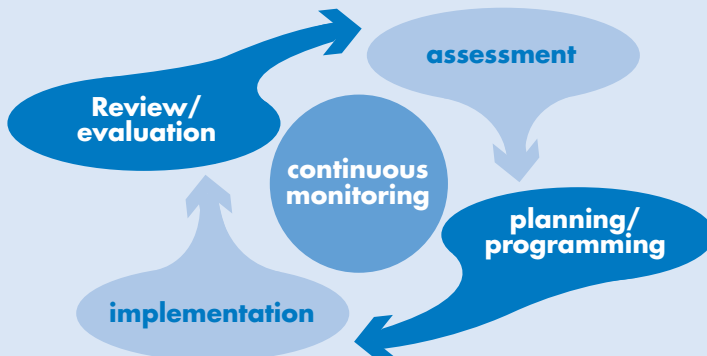 assessment
Review/
evaluation
continuous
monitoring
planning/
programming
implementation